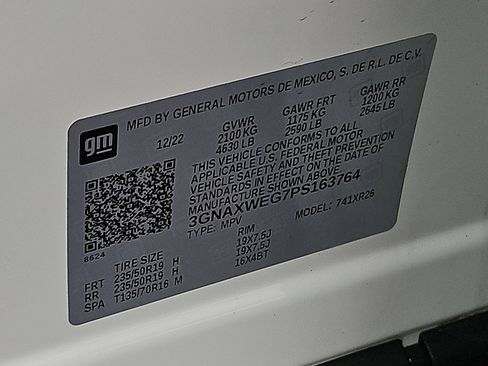 MFD BY GENERAL MOTORS DE MEXICO, S. DE R.L. DE C.V.
gm
12/22 GVWR GAWR FRT GAWR RR
2100 KG 1175 KG 1200 KG
4630 LB 2590 LB 2645 LB
THIS VEHICLE CONFORMS TO ALL
APPLICABLE U.S. FEDERAL MOTOR
VEHICLE SAFETY AND THEFT PREVENTION
STANDARDS IN EFFECT ON THE DATE OF
MANUFACTURE SHOWN ABOVE.
3GNAXWEG7PS163764
TYPE: MPV MODEL: 741XR26
8624
TIRE SIZE RIM
FRT 235/50R19 H 19X7.5J
RR 235/50R19 H 19X7.5J
SPA T135/70R16 M 16X4BT